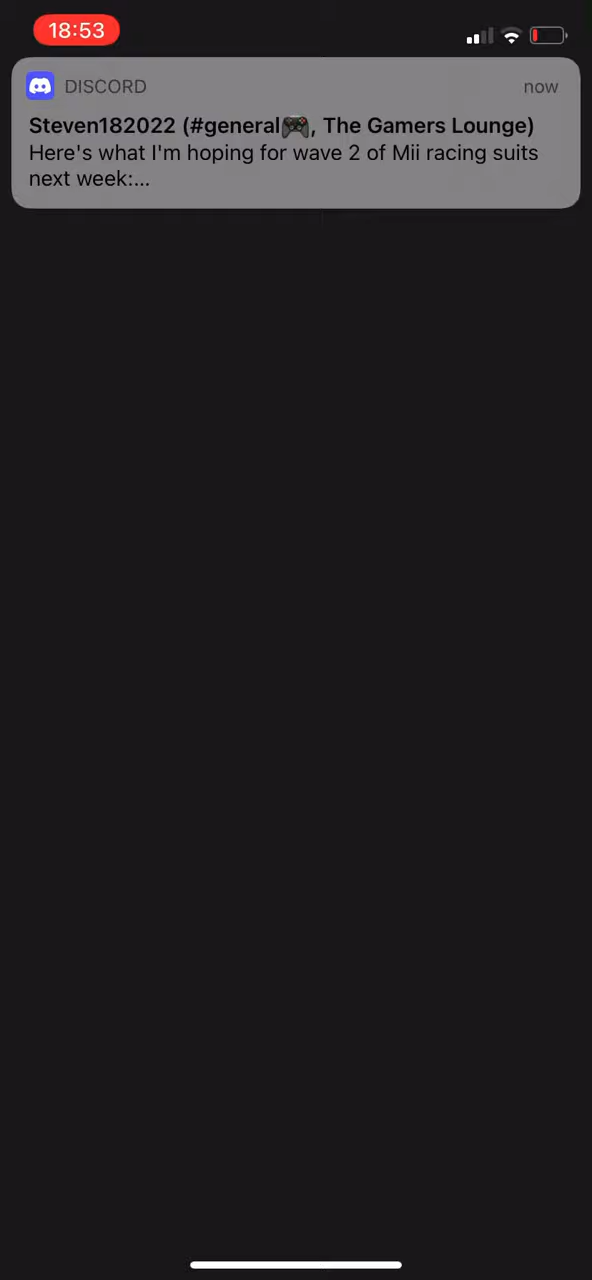 18:53
DISCORD now
Steven182022 (#general🎮, The Gamers Lounge)
Here's what I'm hoping for wave 2 of Mii racing suits
next week:...